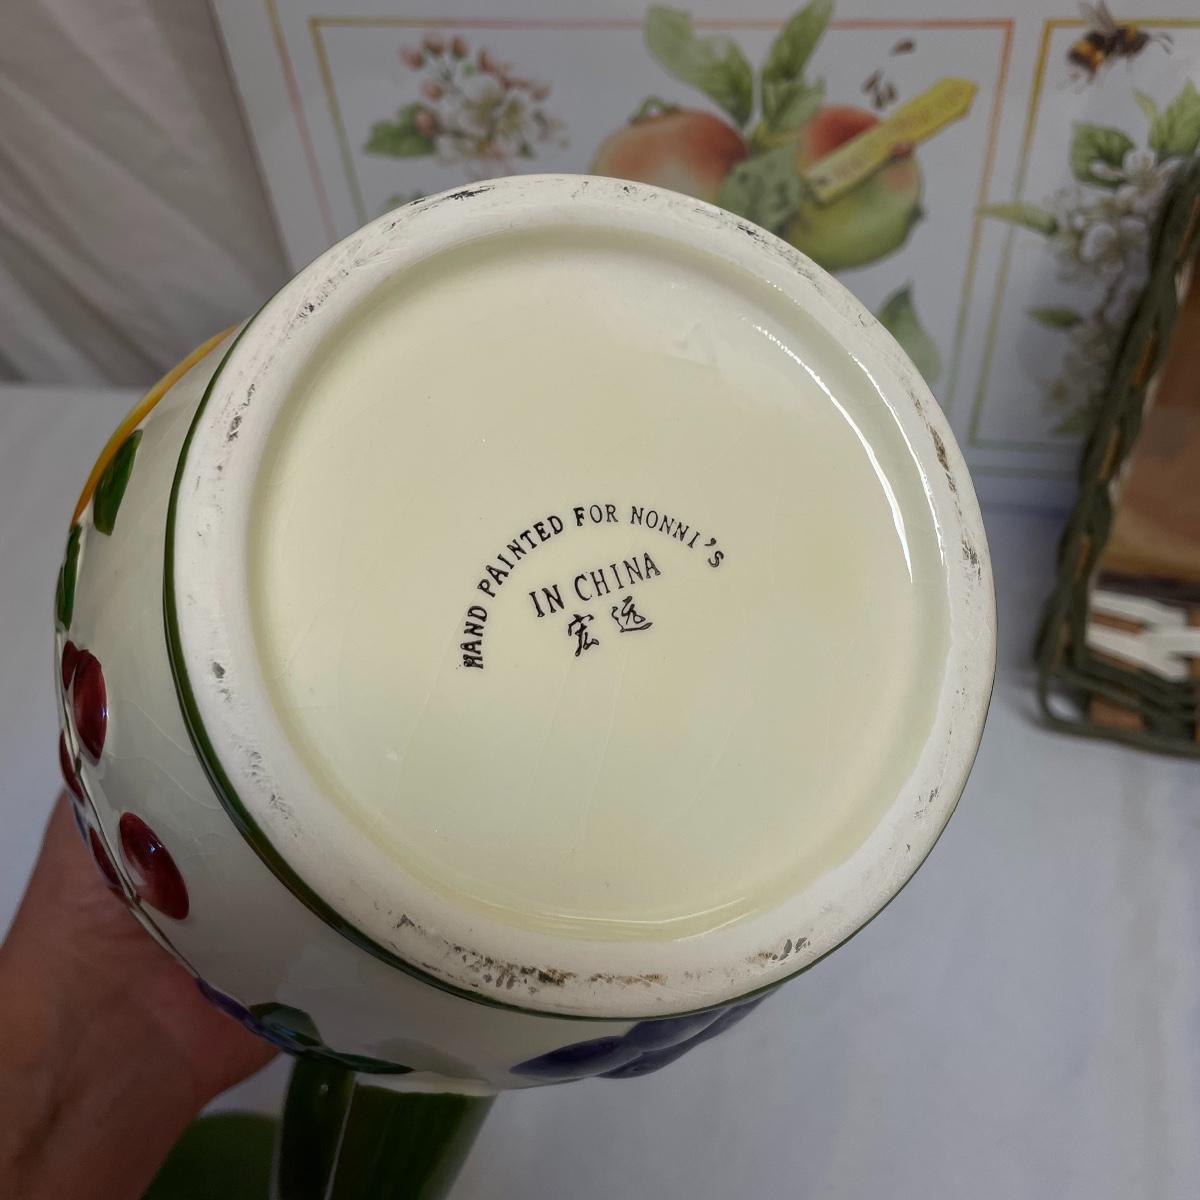 HAND PAINTED FOR NONNI'S
IN CHINA
宏远